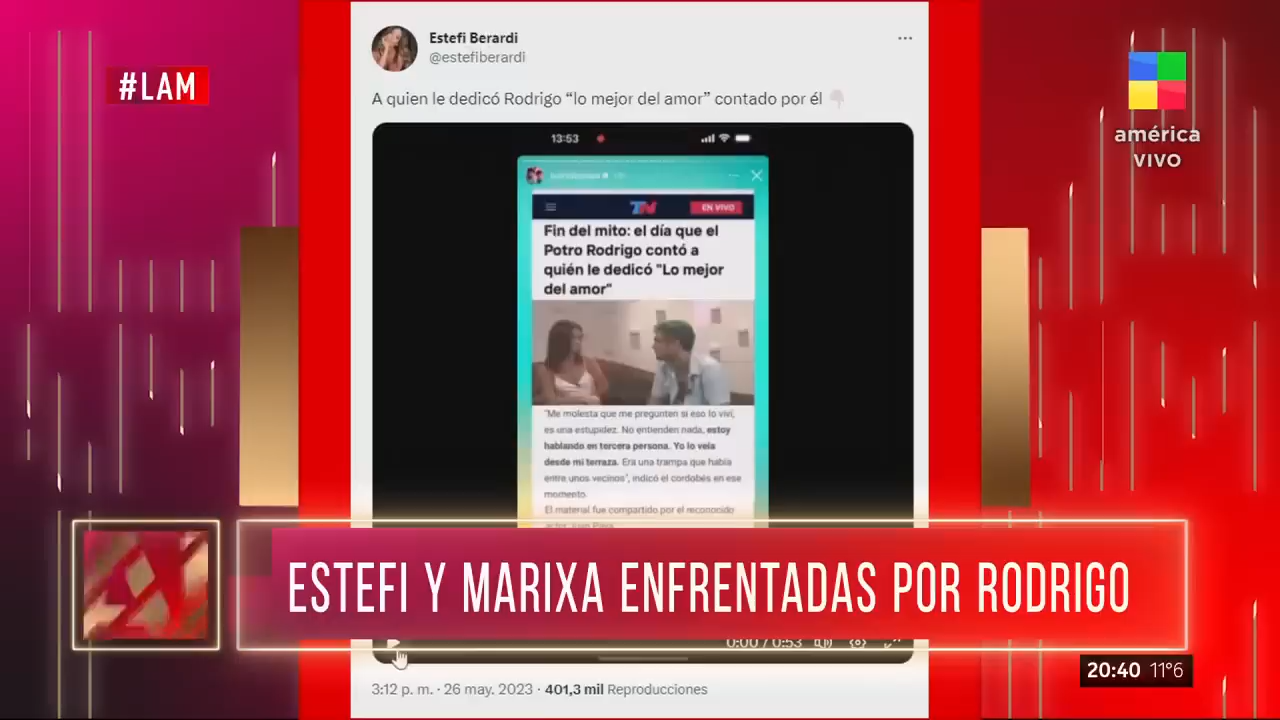 #LAM
Estefi Berardi
@estefiberardi
A quien le dedicó Rodrigo “lo mejor del amor” contado por él
américa
VIVO
13:53
TN
EN VIVO
Fin del mito: el día que el
Potro Rodrigo contó a
quién le dedicó "Lo mejor
del amor"
"Me molesta que me pregunten si eso lo viví,
es una estupidez. No entienden nada, estoy
hablando en tercera persona. Yo lo veía
desde mi terraza. Era una trampa que había
entre unos vecinos", indicó el cordobés en ese
momento.
El material fue compartido por el reconocido
ESTEFI Y MARIXA ENFRENTADAS POR RODRIGO
0:00 / 0:53
3:12 p. m. · 26 may. 2023 · 401,3 mil Reproducciones
20:40 11°6